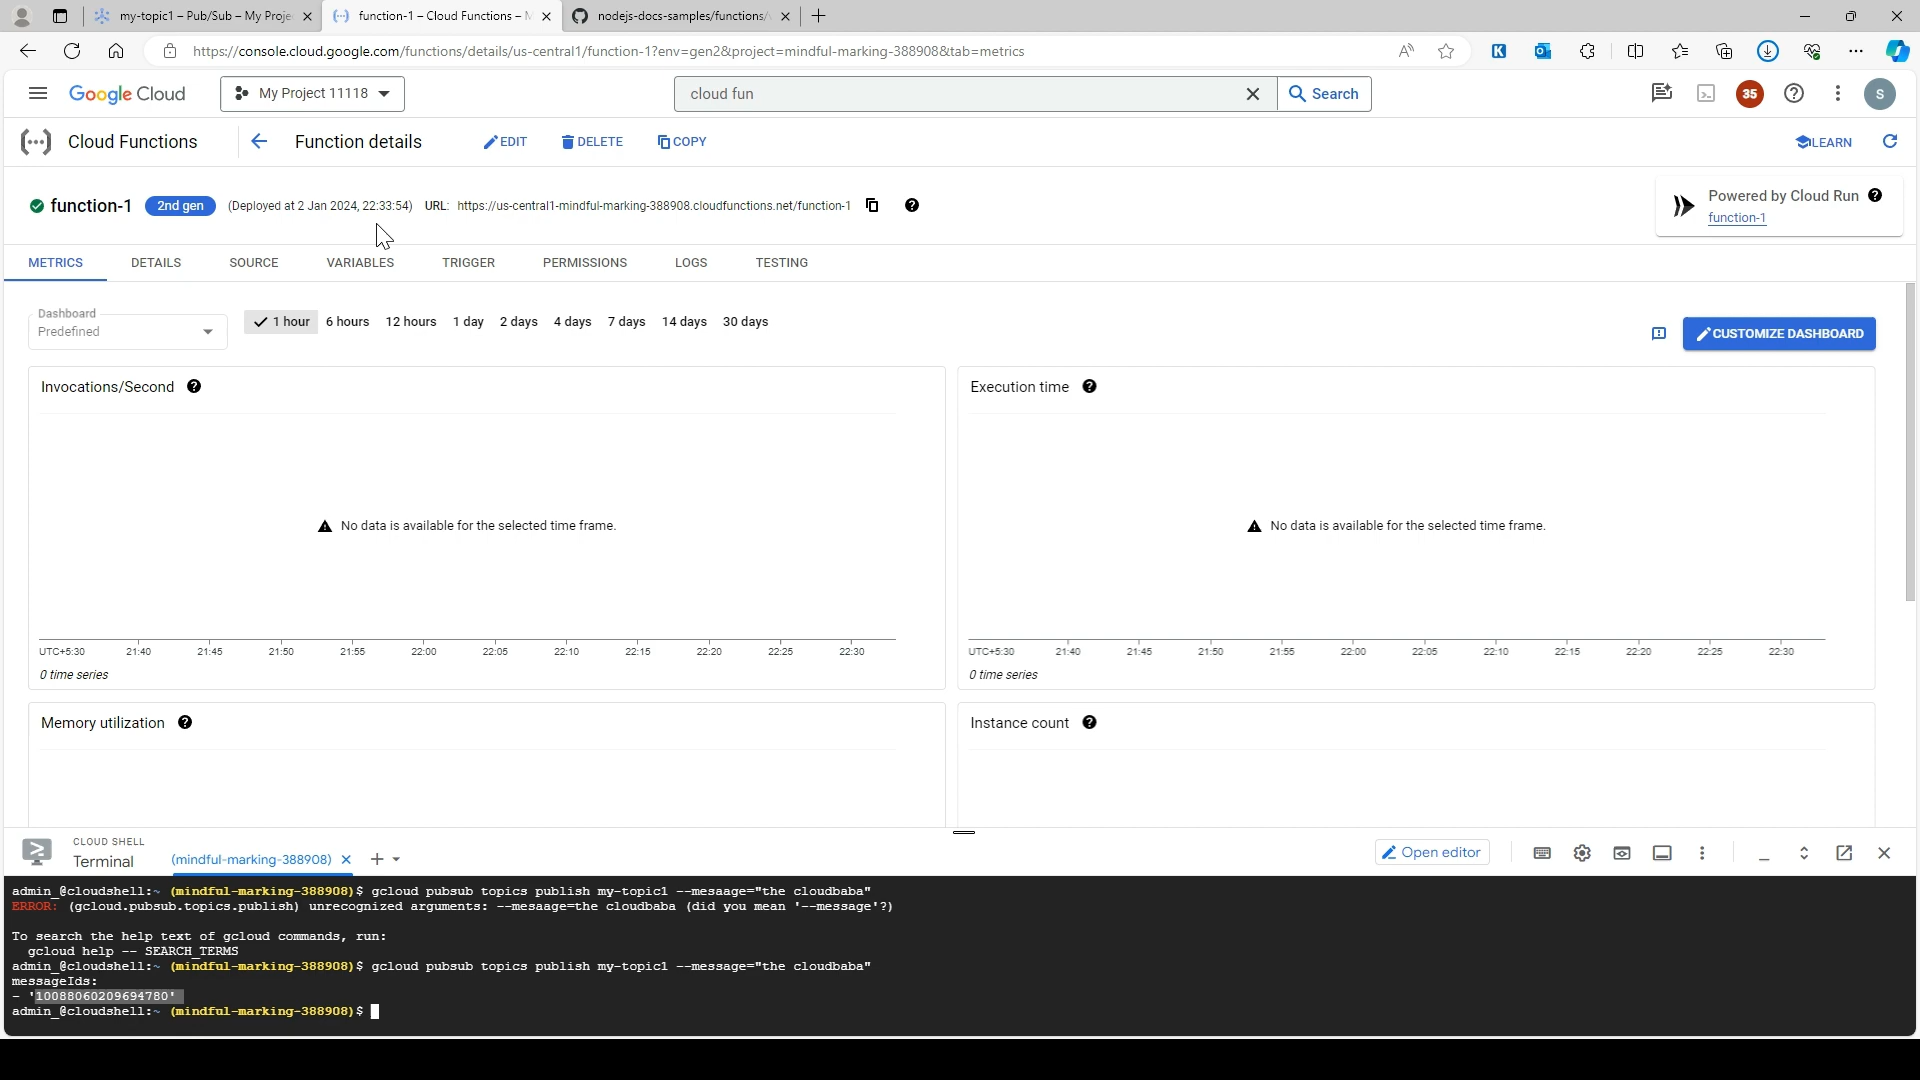 my-topic1 – Pub/Sub – My Proje
function-1 – Cloud Functions – M
nodejs-docs-samples/functions/
https://console.cloud.google.com/functions/details/us-central1/function-1?env=gen2&project=mindful-marking-388908&tab=metrics
Google Cloud
My Project 11118
cloud fun
Search
35
S
Cloud Functions
Function details
EDIT
DELETE
COPY
LEARN
function-1
2nd gen
(Deployed at 2 Jan 2024, 22:33:54)
URL: https://us-central1-mindful-marking-388908.cloudfunctions.net/function-1
Powered by Cloud Run
function-1
METRICS
DETAILS
SOURCE
VARIABLES
TRIGGER
PERMISSIONS
LOGS
TESTING
Dashboard
Predefined
1 hour
6 hours
12 hours
1 day
2 days
4 days
7 days
14 days
30 days
CUSTOMIZE DASHBOARD
Invocations/Second
No data is available for the selected time frame.
UTC+5:30 21:40 21:45 21:50 21:55 22:00 22:05 22:10 22:15 22:20 22:25 22:30
0 time series
Execution time
No data is available for the selected time frame.
UTC+5:30 21:40 21:45 21:50 21:55 22:00 22:05 22:10 22:15 22:20 22:25 22:30
0 time series
Memory utilization
Instance count
CLOUD SHELL
Terminal
(mindful-marking-388908)
Open editor
admin_@cloudshell:~ (mindful-marking-388908)$ gcloud pubsub topics publish my-topic1 --mesaage="the cloudbaba"
ERROR: (gcloud.pubsub.topics.publish) unrecognized arguments: --mesaage=the cloudbaba (did you mean '--message'?)
To search the help text of gcloud commands, run:
gcloud help -- SEARCH_TERMS
admin_@cloudshell:~ (mindful-marking-388908)$ gcloud pubsub topics publish my-topic1 --message="the cloudbaba"
messageIds:
- '10088060209694780'
admin_@cloudshell:~ (mindful-marking-388908)$